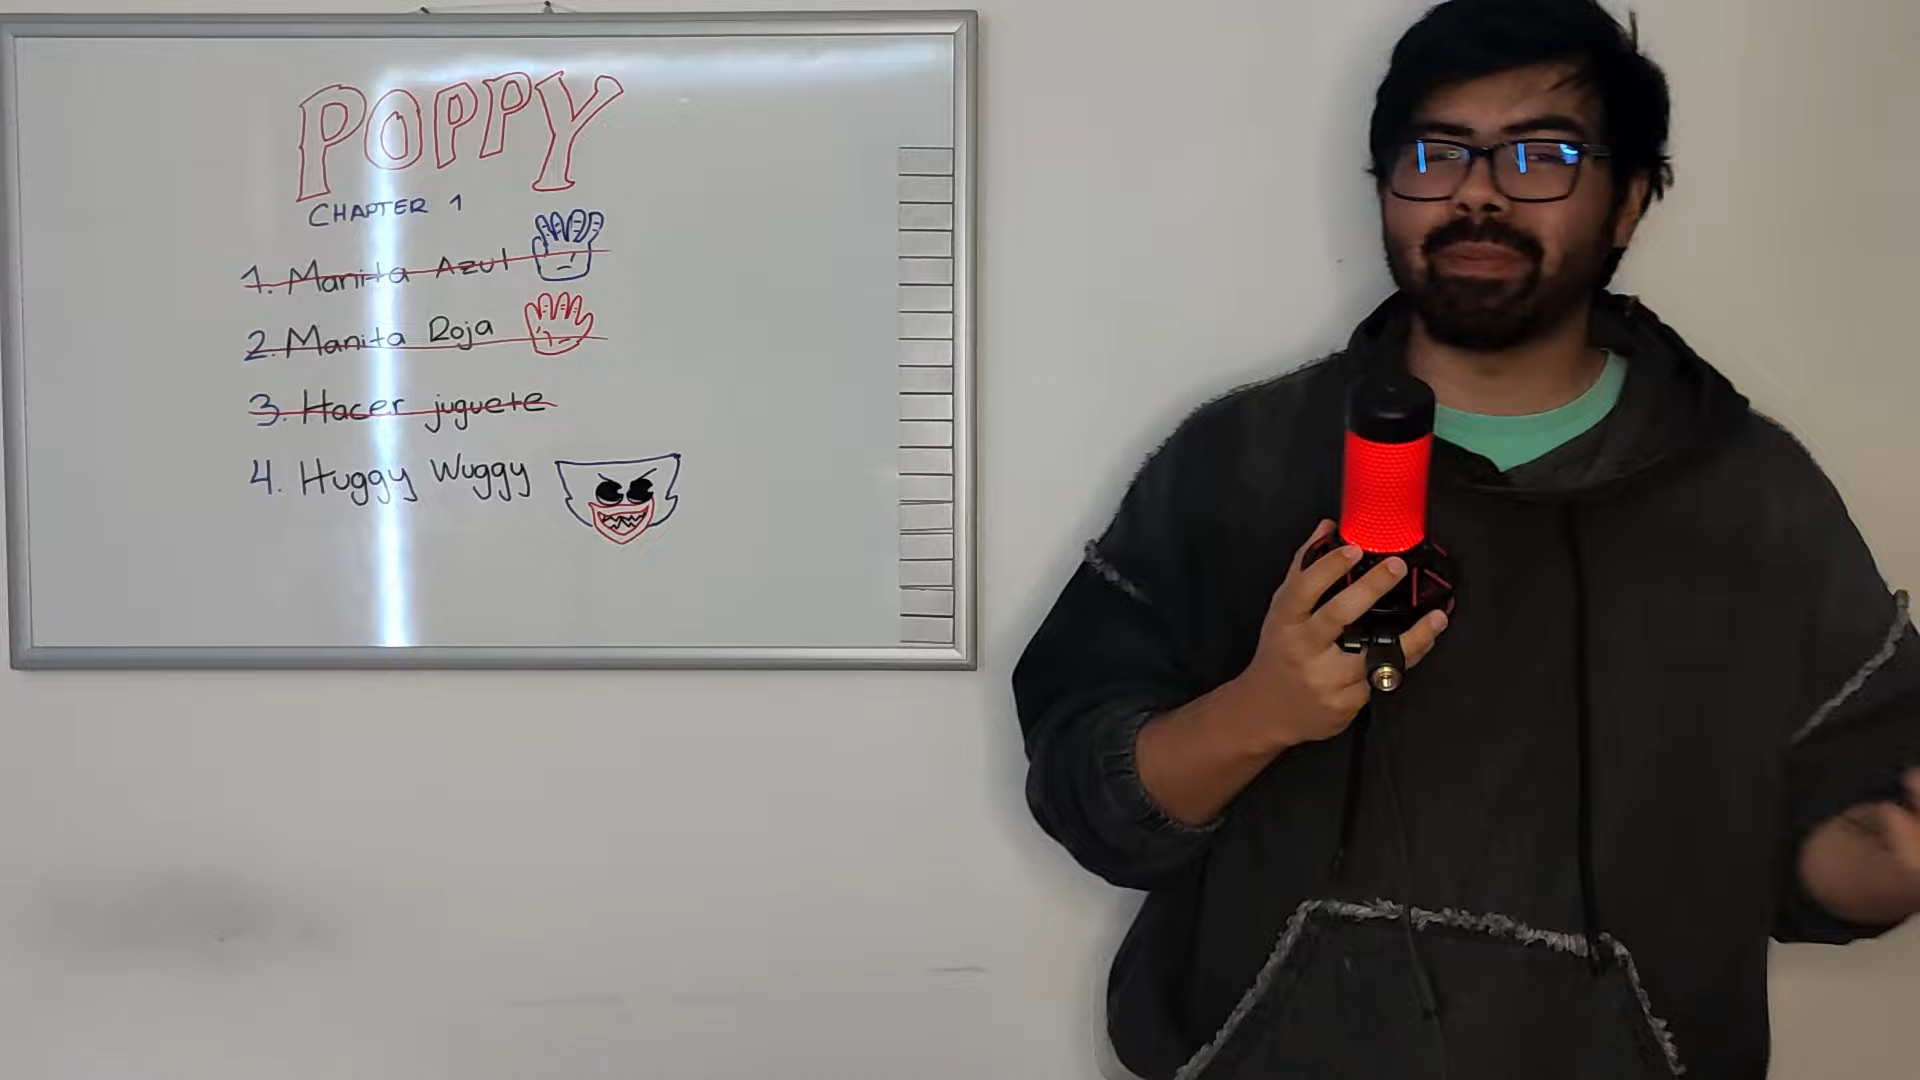 POPPY
CHAPTER 1
1. Manita Azul
2. Manita Roja
3. Hacer juguete
4. Huggy Wuggy